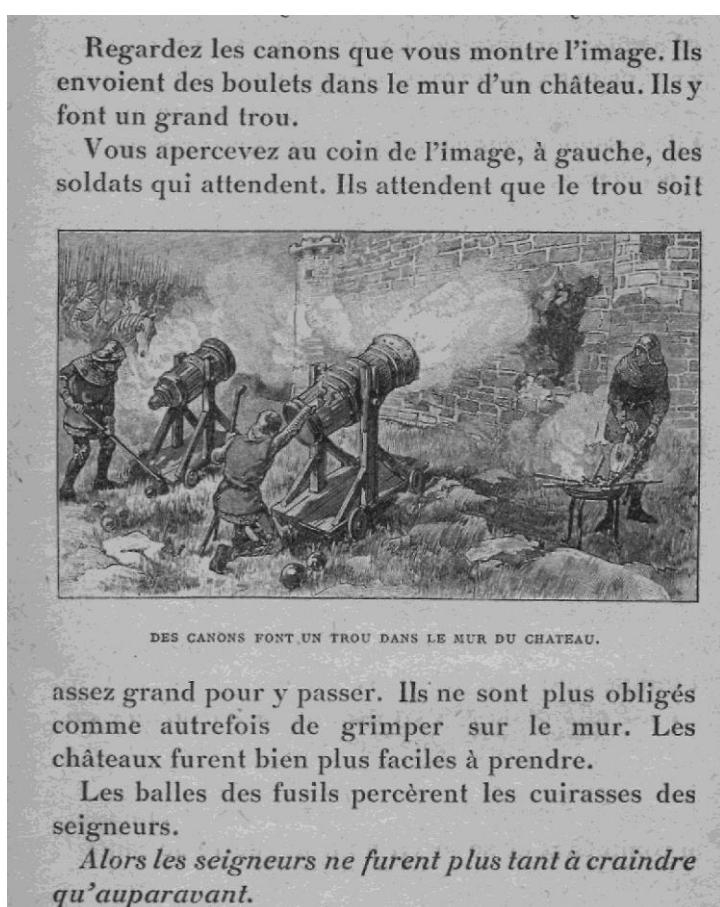 Regardez les canons que vous montre l'image. Ils
envoient des boulets dans le mur d'un château. Ils y
font un grand trou.
Vous apercevez au coin de l'image, à gauche, des
soldats qui attendent. Ils attendent que le trou soit
DES CANONS FONT UN TROU DANS LE MUR DU CHATEAU.
assez grand pour y passer. Ils ne sont plus obligés
comme autrefois de grimper sur le mur. Les
châteaux furent bien plus faciles à prendre.
Les balles des fusils percèrent les cuirasses des
seigneurs.
Alors les seigneurs ne furent plus tant à craindre
qu'auparavant.